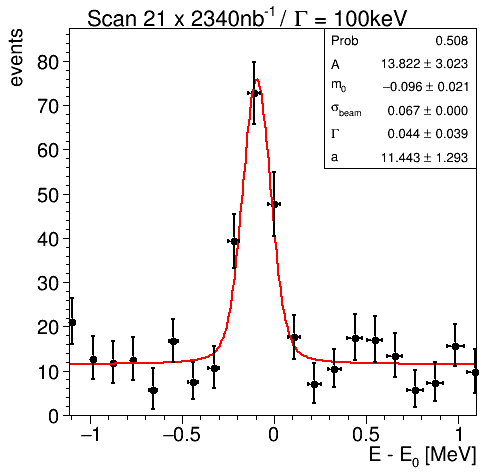 Scan 21 x 2340nb⁻¹ / Γ = 100keV
events
Prob 0.508
A 13.822 ± 3.023
m₀ −0.096 ± 0.021
σ_beam 0.067 ± 0.000
Γ 0.044 ± 0.039
a 11.443 ± 1.293
80
70
60
50
40
30
20
10
0
−1 −0.5 0 0.5 1
E - E₀ [MeV]